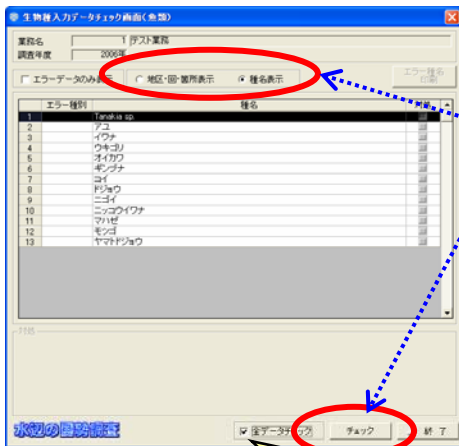 生物種入力データチェック画面(魚類)
業務名 1 テスト業務
調査年度 2006年
エラーデータのみ表示 地区・回・箇所表示 種名表示 エラー種名印刷
エラー種別 種名
1 Tanakia sp.
2 アユ
3 イワナ
4 ウキゴリ
5 オイカワ
6 ギンブナ
7 コイ
8 ドジョウ
9 ニゴイ
10 ニッコウイワナ
11 マハゼ
12 モツゴ
13 ヤマトドジョウ
水辺の国勢調査 全データチェック チェック 終了